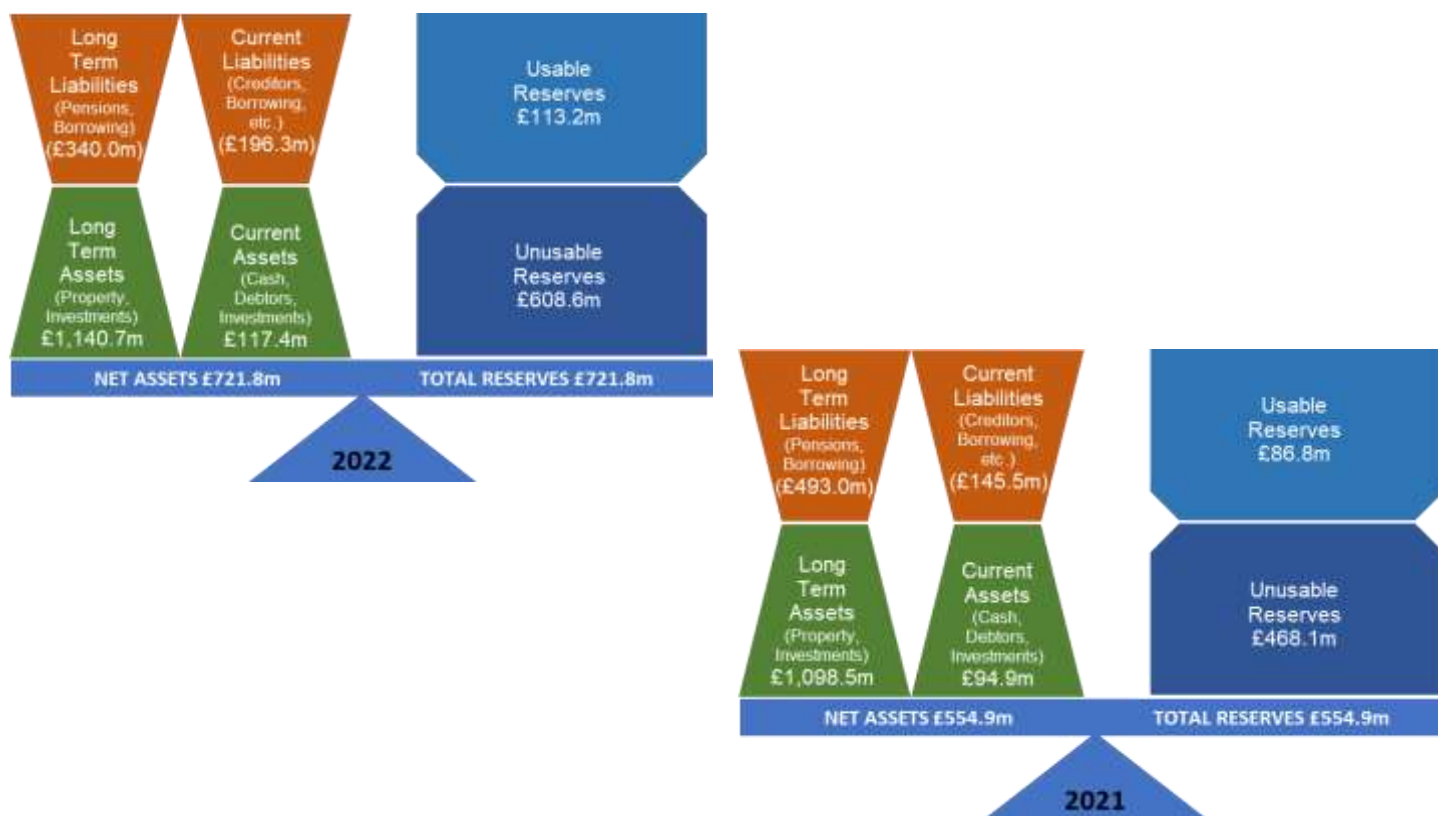 Long
Term
Liabilities
(Pensions,
Borrowing)
(£340.0m)
Current
Liabilities
(Creditors,
Borrowing,
etc.)
(£196.3m)
Usable
Reserves
£113.2m
Long
Term
Assets
(Property,
Investments)
£1,140.7m
Current
Assets
(Cash,
Debtors,
Investments)
£117.4m
Unusable
Reserves
£608.6m
NET ASSETS £721.8m
TOTAL RESERVES £721.8m
2022
Long
Term
Liabilities
(Pensions,
Borrowing)
(£493.0m)
Current
Liabilities
(Creditors,
Borrowing,
etc.)
(£145.5m)
Usable
Reserves
£86.8m
Long
Term
Assets
(Property,
Investments)
£1,098.5m
Current
Assets
(Cash,
Debtors,
Investments)
£94.9m
Unusable
Reserves
£468.1m
NET ASSETS £554.9m
TOTAL RESERVES £554.9m
2021